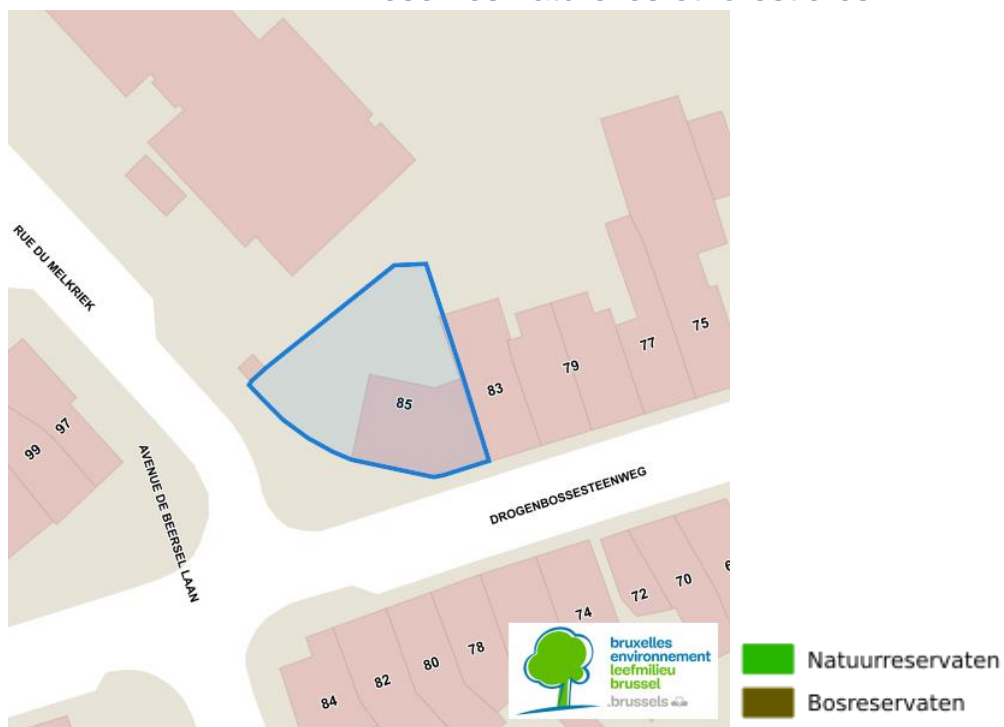 RUE DU MELKRIEK
99
97
AVENUE DE BEERSEL LAAN
85
83
79
77
75
DROGENBOSSESTEENWEG
84
82
80
78
74
72
70
bruxelles
environnement
leefmilieu
brussel
.brussels
Natuurreservaten
Bosreservaten